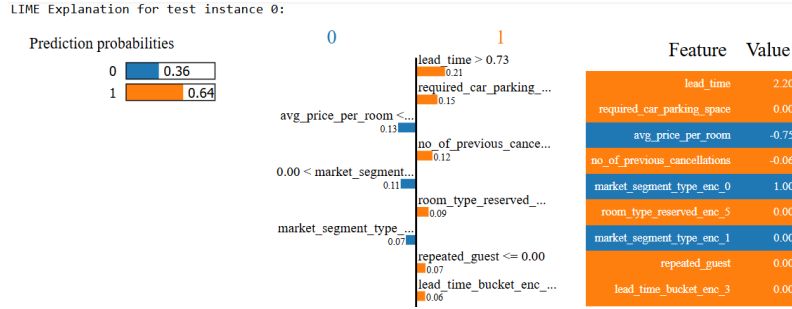 LIME Explanation for test instance 0:
Prediction probabilities
0 0.36
1 0.64
0 1
lead_time > 0.73
0.21
required_car_parking_...
0.15
avg_price_per_room <...
0.13
no_of_previous_cance...
0.12
0.00 < market_segment...
0.11
room_type_reserved_...
0.09
market_segment_type_...
0.07
repeated_guest <= 0.00
0.07
lead_time_bucket_enc_...
0.06
Feature Value
lead_time 2.20
required_car_parking_space 0.00
avg_price_per_room -0.75
no_of_previous_cancellations -0.06
market_segment_type_enc_0 1.00
room_type_reserved_enc_5 0.00
market_segment_type_enc_1 0.00
repeated_guest 0.00
lead_time_bucket_enc_3 0.00